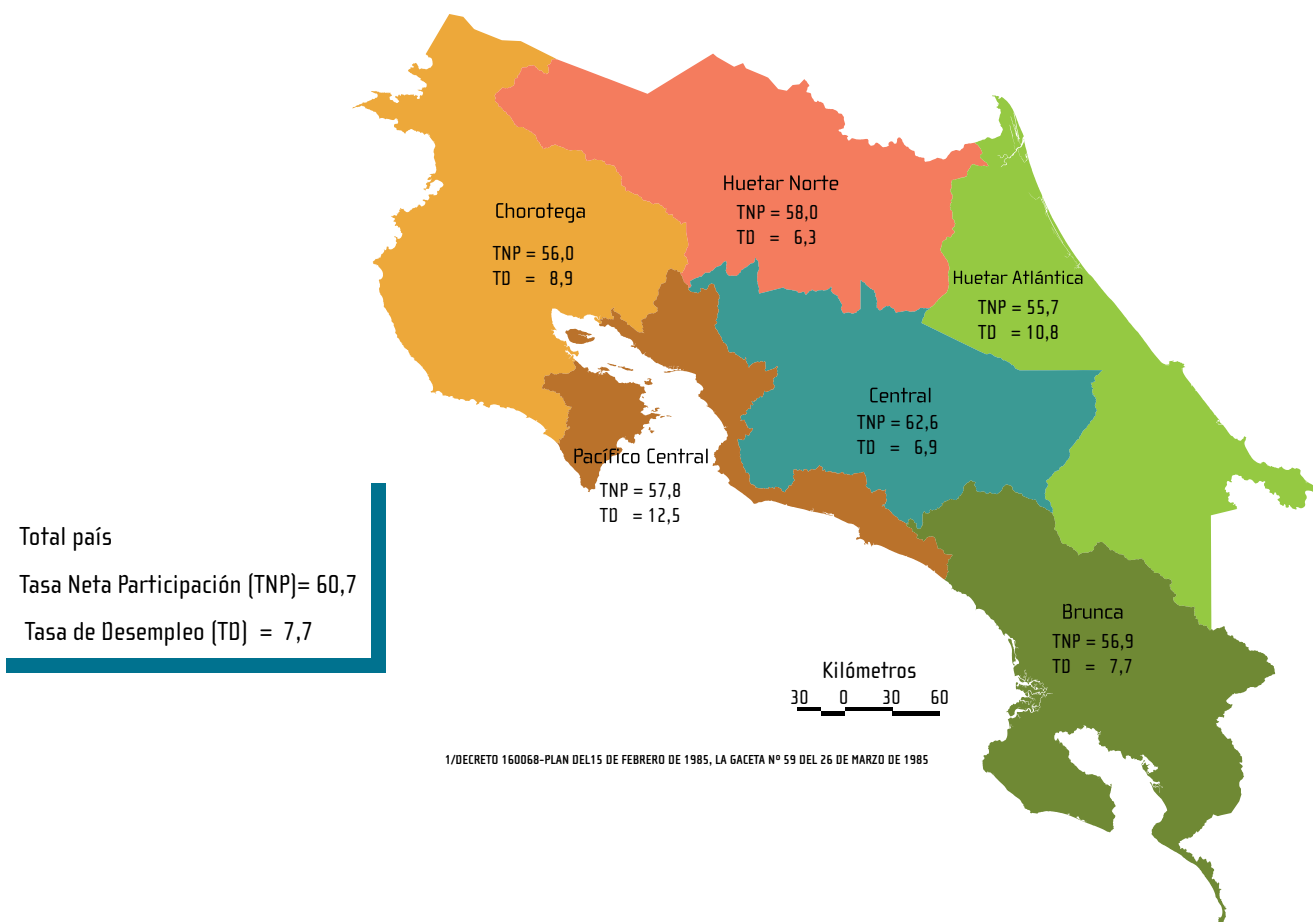 Huetar Norte
TNP = 58,0
TD = 6,3
Chorotega
TNP = 56,0
TD = 8,9
Huetar Atlántica
TNP = 55,7
TD = 10,8
Central
TNP = 62,6
TD = 6,9
Pacífico Central
TNP = 57,8
TD = 12,5
Total país
Tasa Neta Participación (TNP)= 60,7
Tasa de Desempleo (TD) = 7,7
Brunca
TNP = 56,9
TD = 7,7
Kilómetros
30 0 30 60
1/DECRETO 160068-PLAN DEL15 DE FEBRERO DE 1985, LA GACETA Nº 59 DEL 26 DE MARZO DE 1985